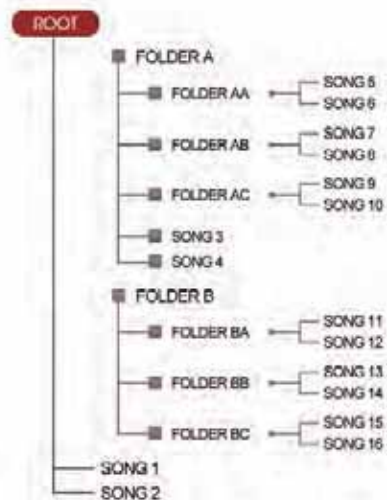 ROOT
FOLDER A
FOLDER AA
SONG 5
SONG 6
FOLDER AB
SONG 7
SONG 8
FOLDER AC
SONG 9
SONG 10
SONG 3
SONG 4
FOLDER B
FOLDER BA
SONG 11
SONG 12
FOLDER BB
SONG 13
SONG 14
FOLDER BC
SONG 15
SONG 16
SONG 1
SONG 2